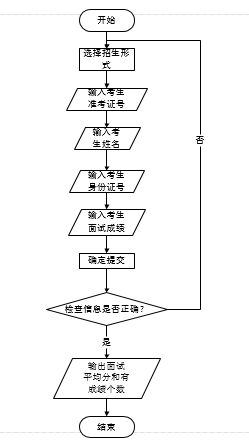 开始
选择招生形
式
输入考生
准考证号
输入考
生姓名
输入考生
身份证号
输入考生
面试成绩
确定提交
检查信息是否正确？
否
是
输出面试
平均分和有
成绩个数
结束